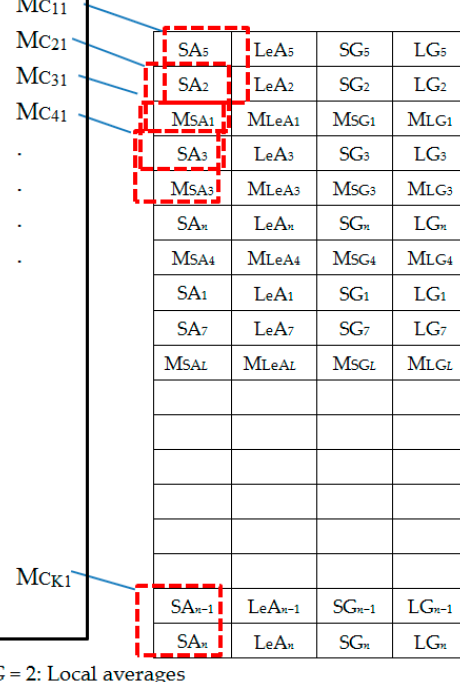 MC11
MC21
MC31
MC41
.
.
.
.
MCK1
SA5 LeA5 SG5 LG5
SA2 LeA2 SG2 LG2
MSA1 MLeA1 MSG1 MLG1
SA3 LeA3 SG3 LG3
MSA3 MLeA3 MSG3 MLG3
SAn LeAn SGn LGn
MSA4 MLeA4 MSG4 MLG4
SA1 LeA1 SG1 LG1
SA7 LeA7 SG7 LG7
MSAL MLeAL MSGL MLGL
SAn-1 LeAn-1 SGn-1 LGn-1
SAn LeAn SGn LGn
G = 2: Local averages